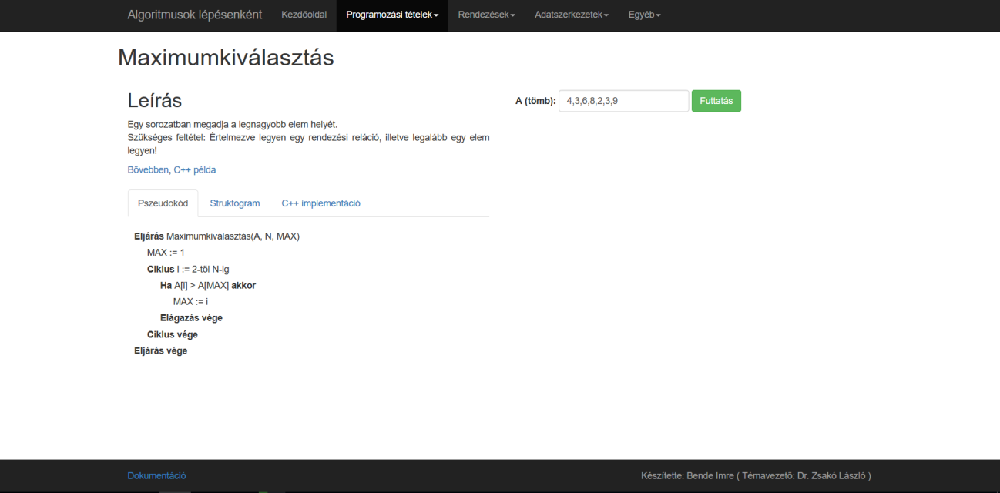 Algoritmusok lépésenként Kezdőoldal Programozási tételek Rendezések Adatszerkezetek Egyéb
Maximumkiválasztás
Leírás
Egy sorozatban megadja a legnagyobb elem helyét.
Szükséges feltétel: Értelmezve legyen egy rendezési reláció, illetve legalább egy elem
legyen!
Bővebben, C++ példa
Pszeudokód Struktogram C++ implementáció
Eljárás Maximumkiválasztás(A, N, MAX)
MAX := 1
Ciklus i := 2-től N-ig
Ha A[i] > A[MAX] akkor
MAX := i
Elágazás vége
Ciklus vége
Eljárás vége
A (tömb): 4,3,6,8,2,3,9 Futtatás
Dokumentáció Készítette: Bende Imre ( Témavezető: Dr. Zsakó László )